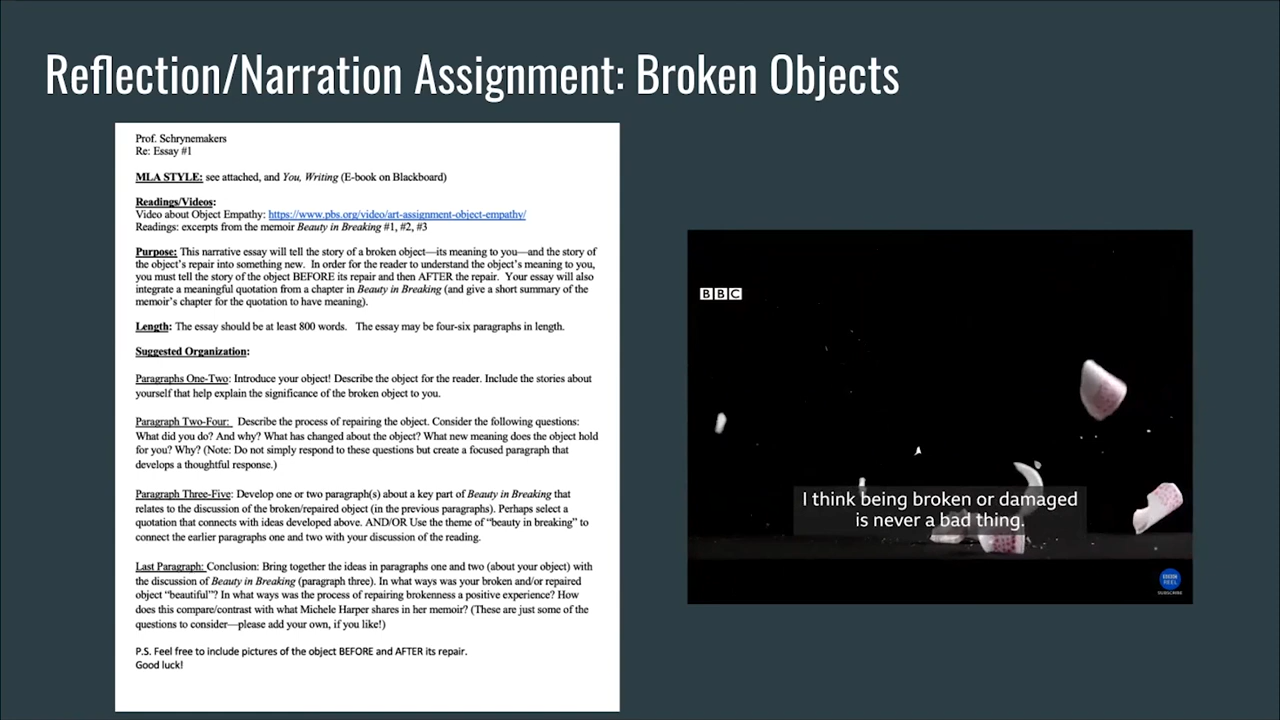 Reflection/Narration Assignment: Broken Objects
Prof. Schrynemakers
Re: Essay #1
MLA STYLE: see attached, and You, Writing (E-book on Blackboard)
Readings/Videos:
Video about Object Empathy: https://www.pbs.org/video/art-assignment-object-empathy/
Readings: excerpts from the memoir Beauty in Breaking #1, #2, #3
Purpose: This narrative essay will tell the story of a broken object—its meaning to you—and the story of
the object's repair into something new. In order for the reader to understand the object's meaning to you,
you must tell the story of the object BEFORE its repair and then AFTER the repair. Your essay will also
integrate a meaningful quotation from a chapter in Beauty in Breaking (and give a short summary of the
memoir's chapter for the quotation to have meaning).
Length: The essay should be at least 800 words. The essay may be four-six paragraphs in length.
Suggested Organization:
Paragraphs One-Two: Introduce your object! Describe the object for the reader. Include the stories about
yourself that help explain the significance of the broken object to you.
Paragraph Two-Four: Describe the process of repairing the object. Consider the following questions:
What did you do? And why? What has changed about the object? What new meaning does the object hold
for you? Why? (Note: Do not simply respond to these questions but create a focused paragraph that
develops a thoughtful response.)
Paragraph Three-Five: Develop one or two paragraph(s) about a key part of Beauty in Breaking that
relates to the discussion of the broken/repaired object (in the previous paragraphs). Perhaps select a
quotation that connects with ideas developed above. AND/OR Use the theme of "beauty in breaking" to
connect the earlier paragraphs one and two with your discussion of the reading.
Last Paragraph: Conclusion: Bring together the ideas in paragraphs one and two (about your object) with
the discussion of Beauty in Breaking (paragraph three). In what ways was your broken and/or repaired
object "beautiful"? In what ways was the process of repairing brokenness a positive experience? How
does this compare/contrast with what Michele Harper shares in her memoir? (These are just some of the
questions to consider—please add your own, if you like!)
P.S. Feel free to include pictures of the object BEFORE and AFTER its repair.
Good luck!
BBC
I think being broken or damaged
is never a bad thing.
REEL
SUBSCRIBE